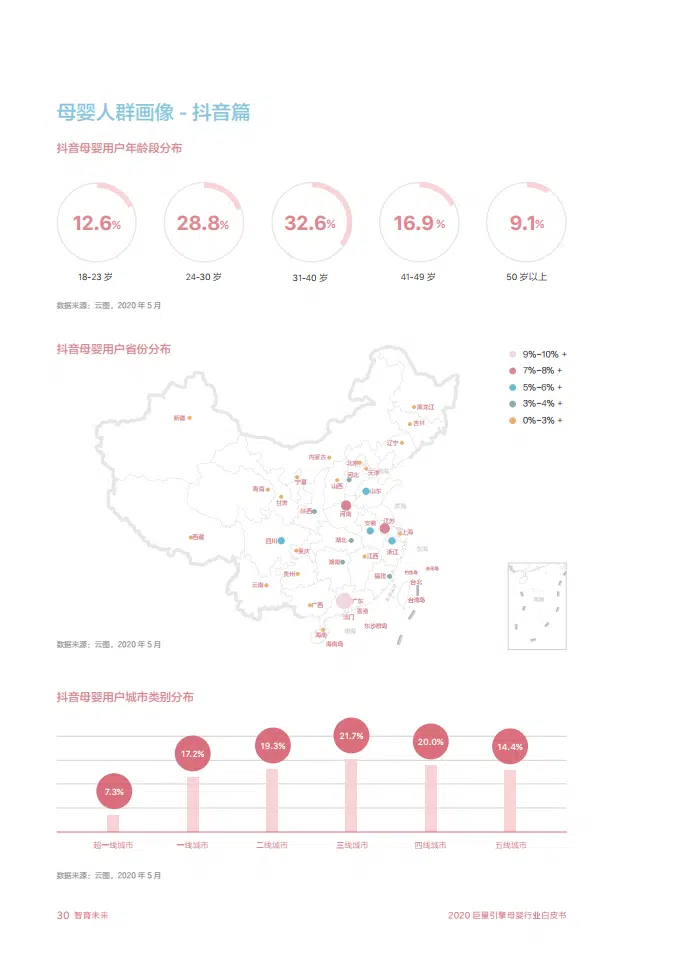 母婴人群画像 - 抖音篇
抖音母婴用户年龄段分布
12.6%
28.8%
32.6%
16.9%
9.1%
18-23 岁
24-30 岁
31-40 岁
41-49 岁
50 岁以上
数据来源：云图，2020 年 5 月
抖音母婴用户省份分布
9%-10% +
7%-8% +
5%-6% +
3%-4% +
0%-3% +
黑龙江
吉林
新疆
辽宁
内蒙古
北京
天津
渤海
河北
宁夏
山西
青海
山东
甘肃
陕西
河南
黄海
安徽
江苏
上海
西藏
四川
湖北
浙江
东海
重庆
江西
湖南
贵州
福建
钓鱼岛
赤尾岛
云南
台北
台湾岛
广西
广东
香港
澳门
东沙群岛
南海
海南
海南岛
南海
数据来源：云图，2020 年 5 月
抖音母婴用户城市类别分布
7.3%
17.2%
19.3%
21.7%
20.0%
14.4%
超一线城市
一线城市
二线城市
三线城市
四线城市
五线城市
数据来源：云图，2020 年 5 月
30 智育未来
2020 巨量引擎母婴行业白皮书